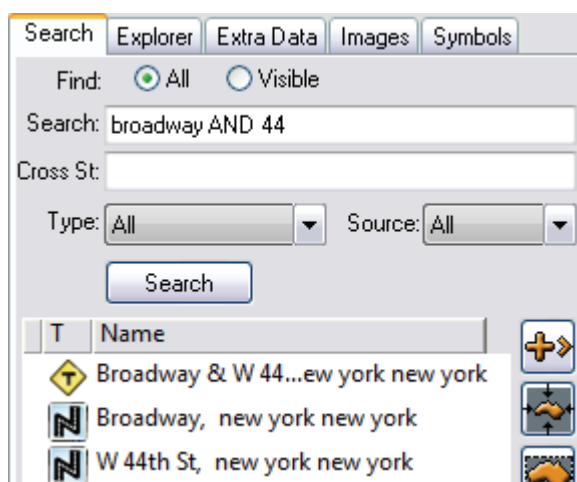 Search Explorer Extra Data Images Symbols
Find: All Visible
Search: broadway AND 44
Cross St:
Type: All Source: All
Search
T Name
Broadway & W 44...ew york new york
Broadway, new york new york
W 44th St, new york new york